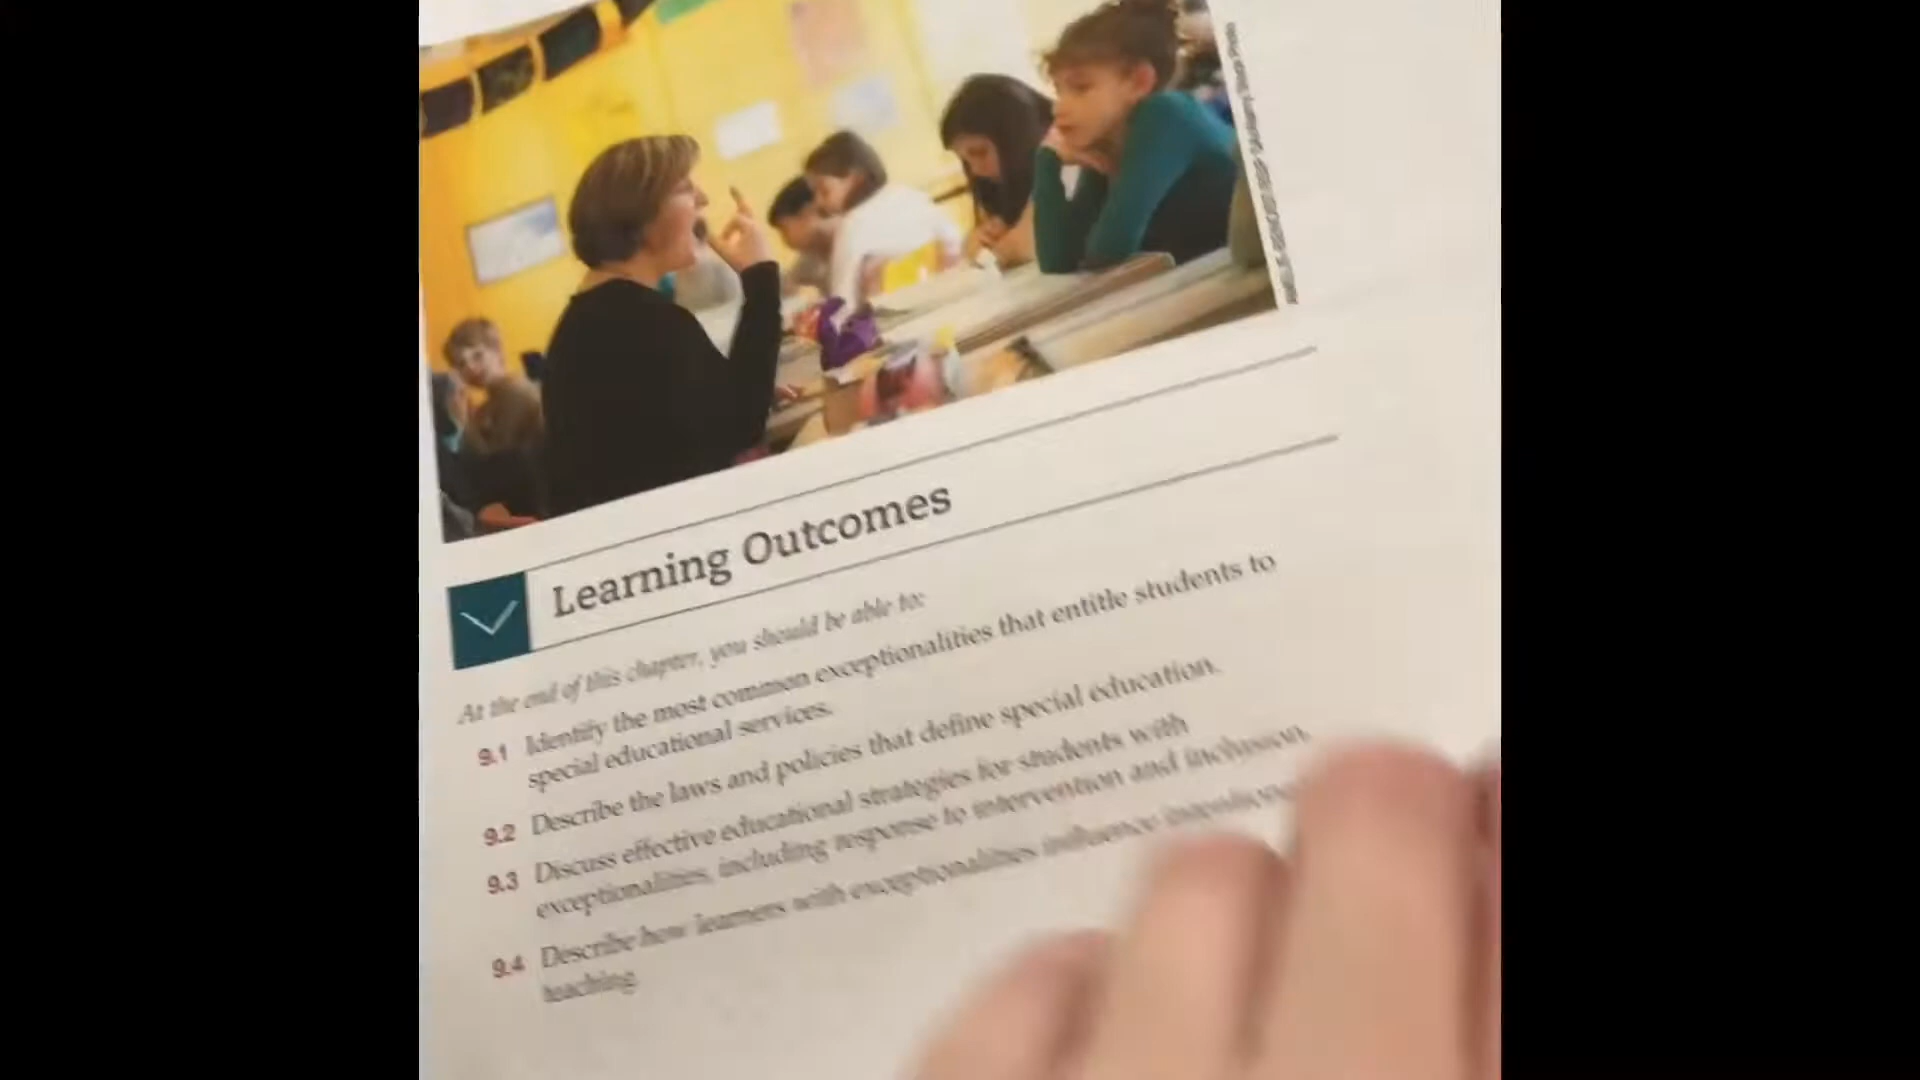 Learning Outcomes
At the end of this chapter, you should be able to:
9.1 Identify the most common exceptionalities that entitle students to
special educational services.
9.2 Describe the laws and policies that define special education.
9.3 Discuss effective educational strategies for students with
exceptionalities, including response to intervention and inclusion.
9.4 Describe how learners with exceptionalities influence
teaching.